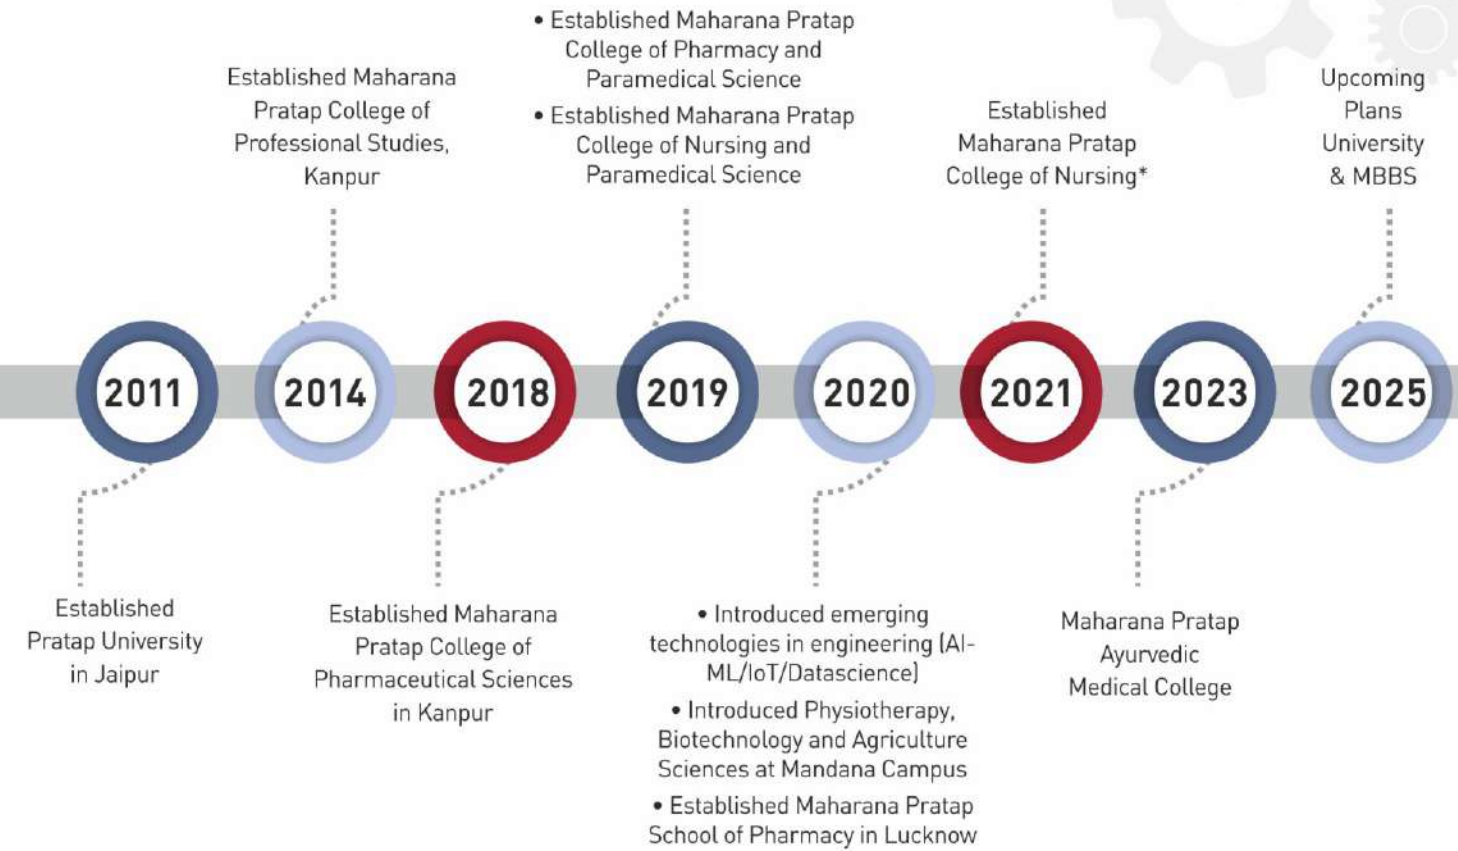 • Established Maharana Pratap
College of Pharmacy and
Paramedical Science
• Established Maharana Pratap
College of Nursing and
Paramedical Science
Established Maharana
Pratap College of
Professional Studies,
Kanpur
Established
Maharana Pratap
College of Nursing*
Upcoming
Plans
University
& MBBS
2011
2014
2018
2019
2020
2021
2023
2025
Established
Pratap University
in Jaipur
Established Maharana
Pratap College of
Pharmaceutical Sciences
in Kanpur
• Introduced emerging
technologies in engineering (AI-
ML/IoT/Datascience)
• Introduced Physiotherapy,
Biotechnology and Agriculture
Sciences at Mandana Campus
• Established Maharana Pratap
School of Pharmacy in Lucknow
Maharana Pratap
Ayurvedic
Medical College